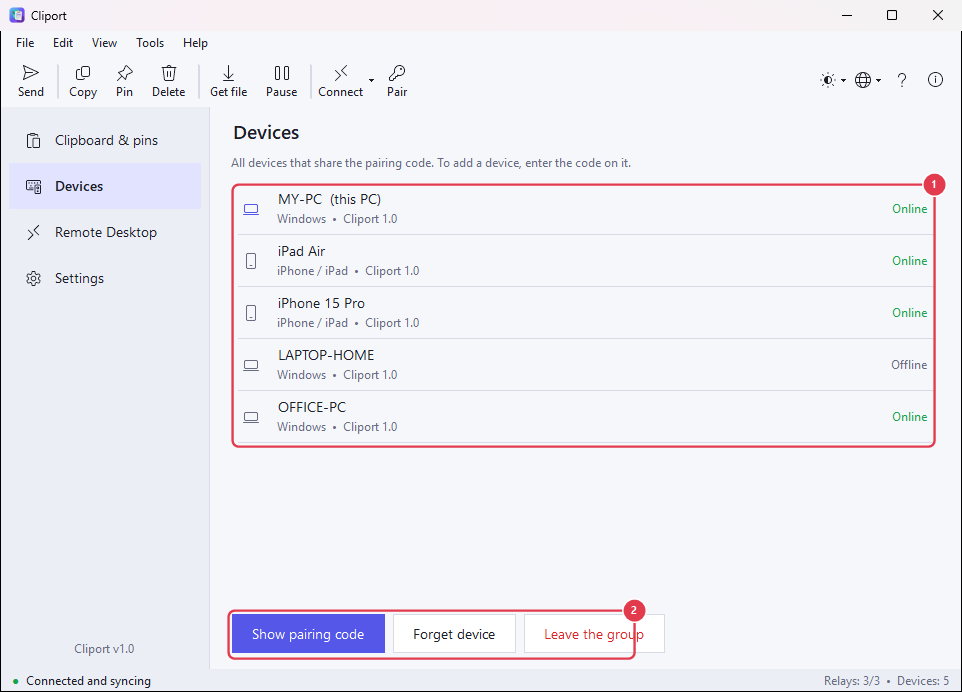 Cliport
File Edit View Tools Help
Send Copy Pin Delete Get file Pause Connect Pair
Clipboard & pins
Devices
Remote Desktop
Settings
Cliport v1.0
Devices
All devices that share the pairing code. To add a device, enter the code on it.
1
MY-PC (this PC)
Windows • Cliport 1.0
Online
iPad Air
iPhone / iPad • Cliport 1.0
Online
iPhone 15 Pro
iPhone / iPad • Cliport 1.0
Online
LAPTOP-HOME
Windows • Cliport 1.0
Offline
OFFICE-PC
Windows • Cliport 1.0
Online
2
Show pairing code Forget device Leave the group
Connected and syncing
Relays: 3/3 • Devices: 5